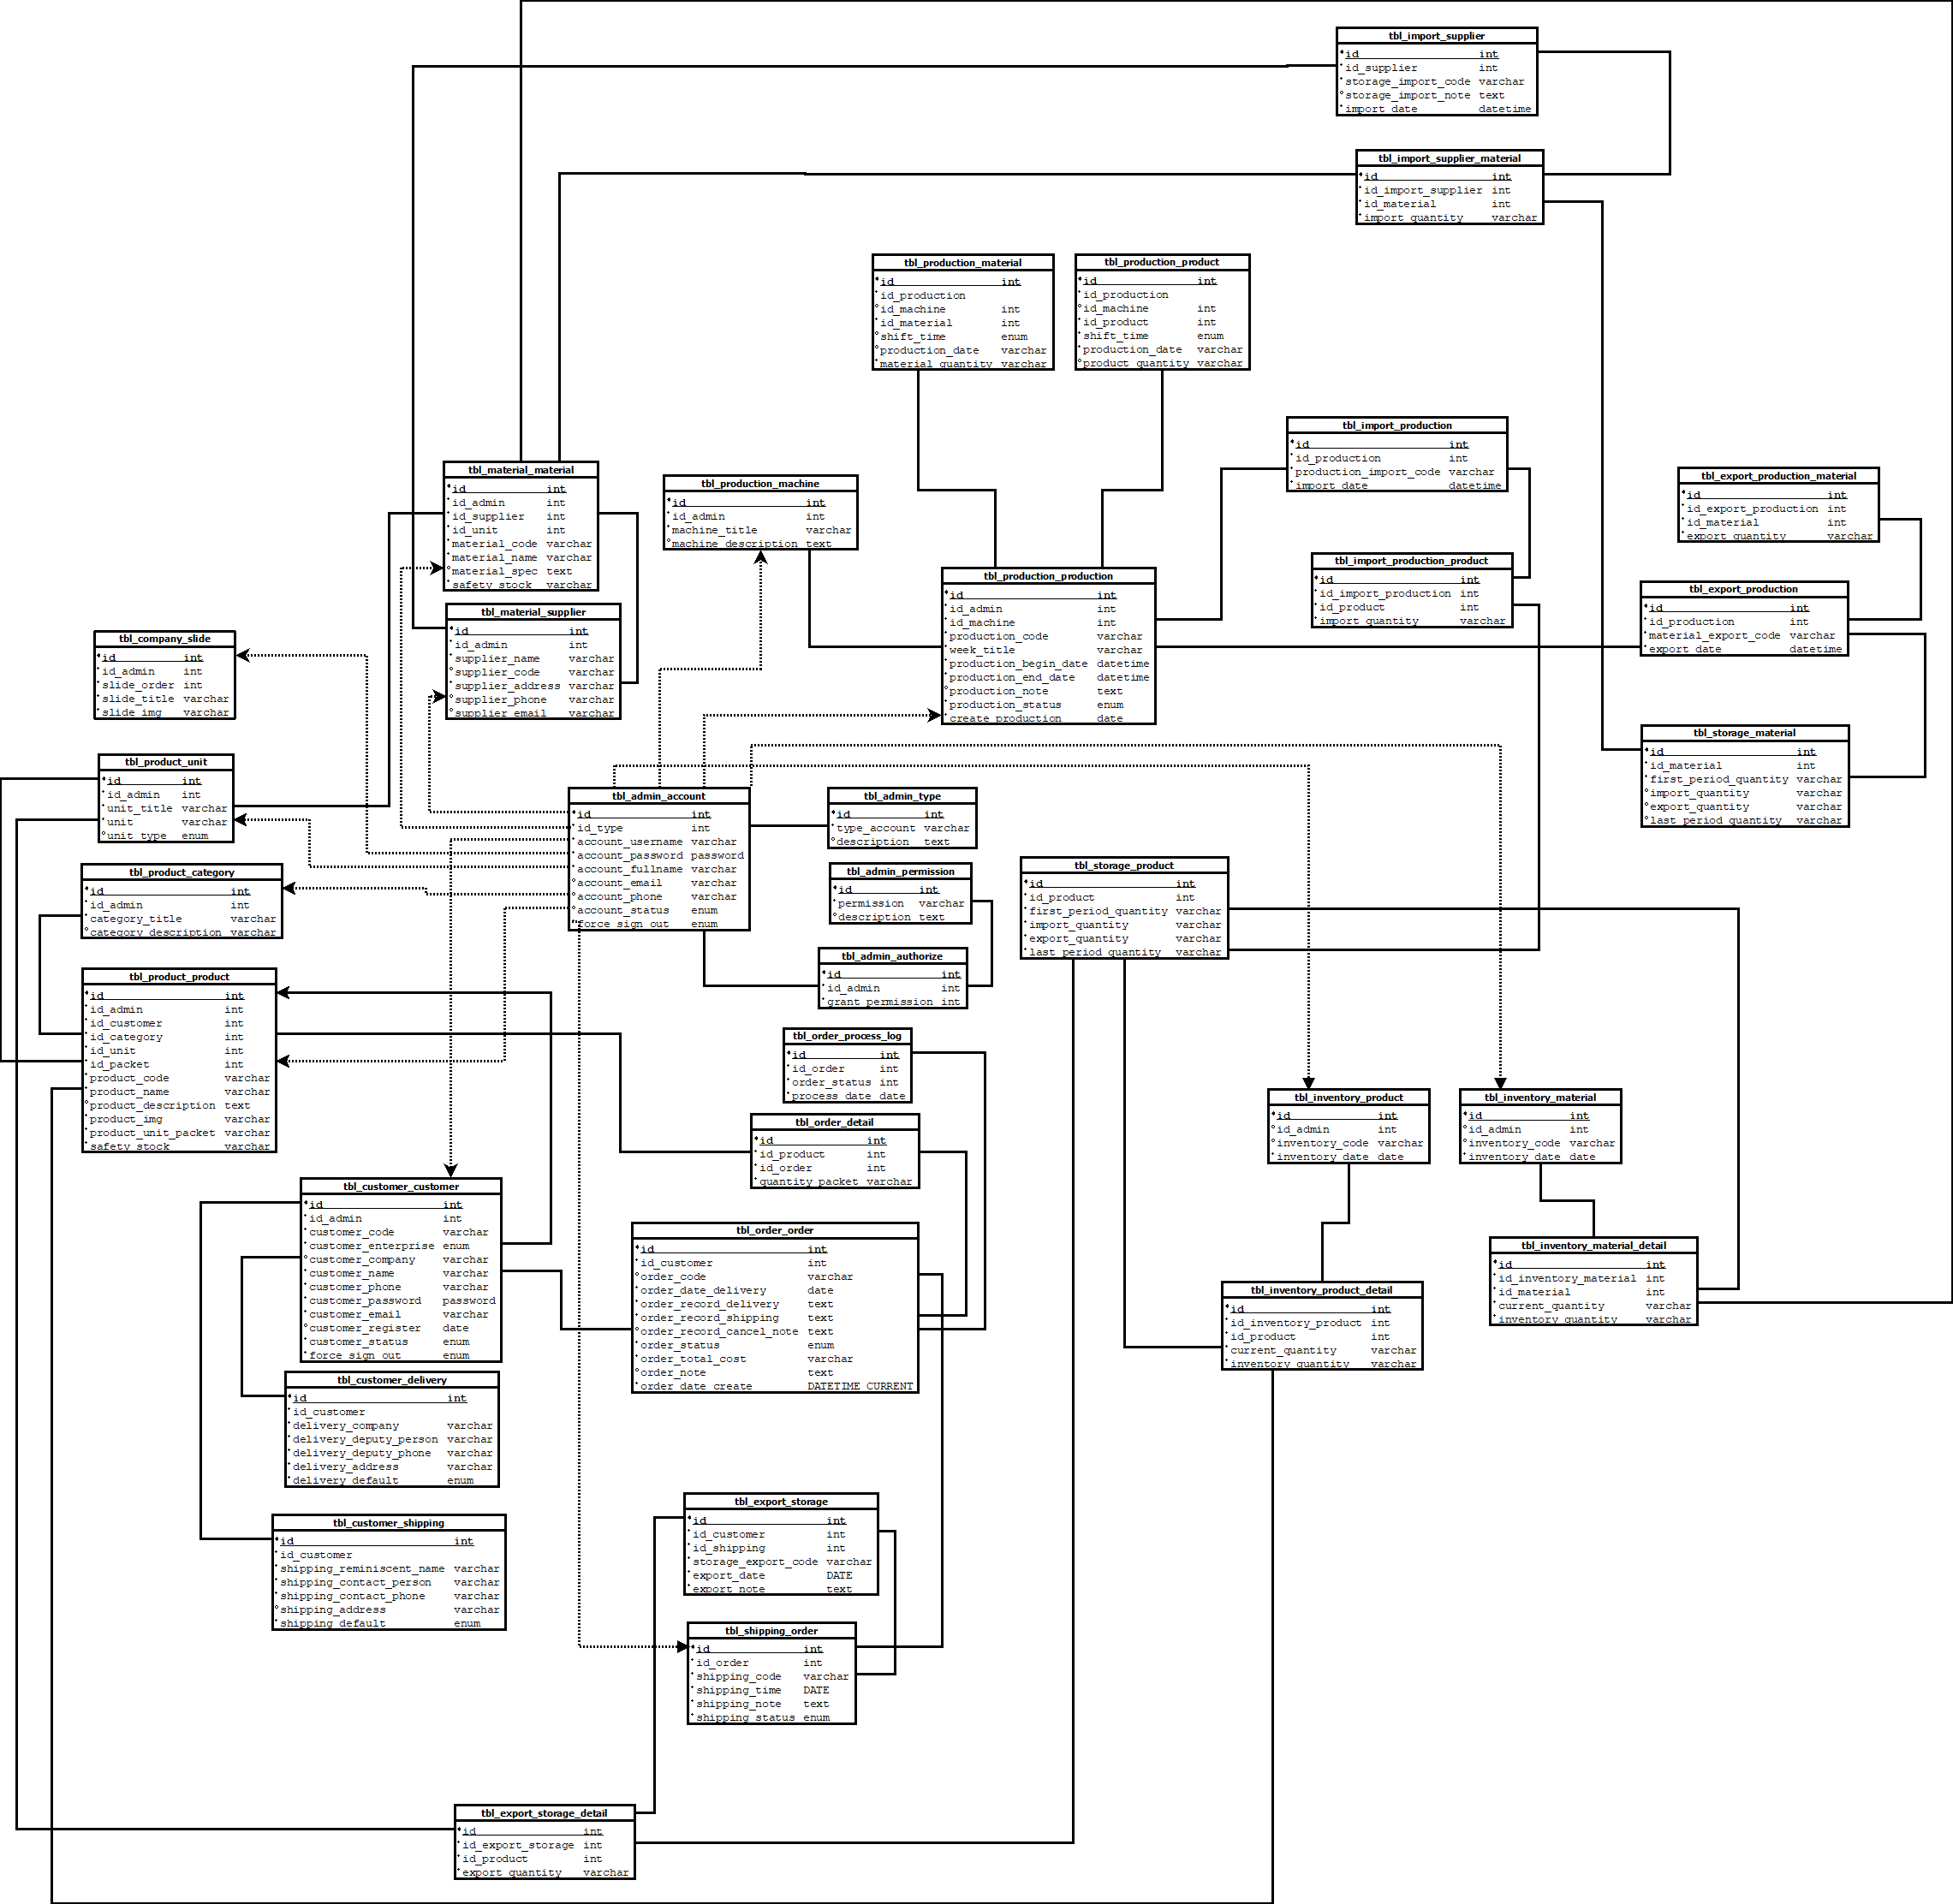 tbl_import_supplier
id int
id_supplier int
storage_import_code varchar
storage_import_note text
import_date datetime
tbl_import_supplier_material
id int
id_import_supplier int
id_material int
import_quantity varchar
tbl_production_material
id int
id_production
id_machine int
id_material int
shift_time enum
production_date varchar
material_quantity varchar
tbl_production_product
id int
id_production
id_machine int
id_product int
shift_time enum
production_date varchar
product_quantity varchar
tbl_import_production
id int
id_production int
production_import_code varchar
import_date datetime
tbl_material_material
id int
id_admin int
id_supplier int
id_unit int
material_code varchar
material_name varchar
material_spec text
safety_stock varchar
tbl_production_machine
id int
id_admin int
machine_title varchar
machine_description text
tbl_export_production_material
id int
id_export_production int
id_material int
export_quantity varchar
tbl_import_production_product
id int
id_import_production int
id_product int
import_quantity varchar
tbl_production_production
id int
id_admin int
id_machine int
production_code varchar
week_title varchar
production_begin_date datetime
production_end_date datetime
production_note text
production_status enum
create_production date
tbl_export_production
id int
id_production int
material_export_code varchar
export_date datetime
tbl_material_supplier
id int
id_admin int
supplier_name varchar
supplier_code varchar
supplier_address varchar
supplier_phone varchar
supplier_email varchar
tbl_company_slide
id int
id_admin int
slide_order int
slide_title varchar
slide_img varchar
tbl_storage_material
id int
id_material int
first_period_quantity varchar
import_quantity varchar
export_quantity varchar
last_period_quantity varchar
tbl_product_unit
id int
id_admin int
unit_title varchar
unit varchar
unit_type enum
tbl_admin_account
id int
id_type int
account_username varchar
account_password password
account_fullname varchar
account_email varchar
account_phone varchar
account_status enum
force_sign_out enum
tbl_admin_type
id int
type_account varchar
description text
tbl_product_category
id int
id_admin int
category_title varchar
category_description varchar
tbl_admin_permission
id int
permission varchar
description text
tbl_storage_product
id int
id_product int
first_period_quantity varchar
import_quantity varchar
export_quantity varchar
last_period_quantity varchar
tbl_admin_authorize
id int
id_admin int
grant_permission int
tbl_product_product
id int
id_admin int
id_customer int
id_category int
id_unit int
id_packet int
product_code varchar
product_name varchar
product_description text
product_img varchar
product_unit_packet varchar
safety_stock varchar
tbl_order_process_log
id int
id_order int
order_status int
process_date date
tbl_order_detail
id int
id_product int
id_order int
quantity_packet varchar
tbl_inventory_product
id int
id_admin int
inventory_code varchar
inventory_date date
tbl_inventory_material
id int
id_admin int
inventory_code varchar
inventory_date date
tbl_customer_customer
id int
id_admin int
customer_code varchar
customer_enterprise enum
customer_company varchar
customer_name varchar
customer_phone varchar
customer_password password
customer_email varchar
customer_register date
customer_status enum
force_sign_out enum
tbl_order_order
id int
id_customer int
order_code varchar
order_date_delivery date
order_record_delivery text
order_record_shipping text
order_record_cancel_note text
order_status enum
order_total_cost varchar
order_note text
order_date_create DATETIME_CURRENT
tbl_inventory_material_detail
id int
id_inventory_material int
id_material int
current_quantity varchar
inventory_quantity varchar
tbl_inventory_product_detail
id int
id_inventory_product int
id_product int
current_quantity varchar
inventory_quantity varchar
tbl_customer_delivery
id int
id_customer
delivery_company varchar
delivery_deputy_person varchar
delivery_deputy_phone varchar
delivery_address varchar
delivery_default enum
tbl_customer_shipping
id int
id_customer
shipping_reminiscent_name varchar
shipping_contact_person varchar
shipping_contact_phone varchar
shipping_address varchar
shipping_default enum
tbl_export_storage
id int
id_customer int
id_shipping int
storage_export_code varchar
export_date DATE
export_note text
tbl_shipping_order
id int
id_order int
shipping_code varchar
shipping_time DATE
shipping_note text
shipping_status enum
tbl_export_storage_detail
id int
id_export_storage int
id_product int
export_quantity varchar